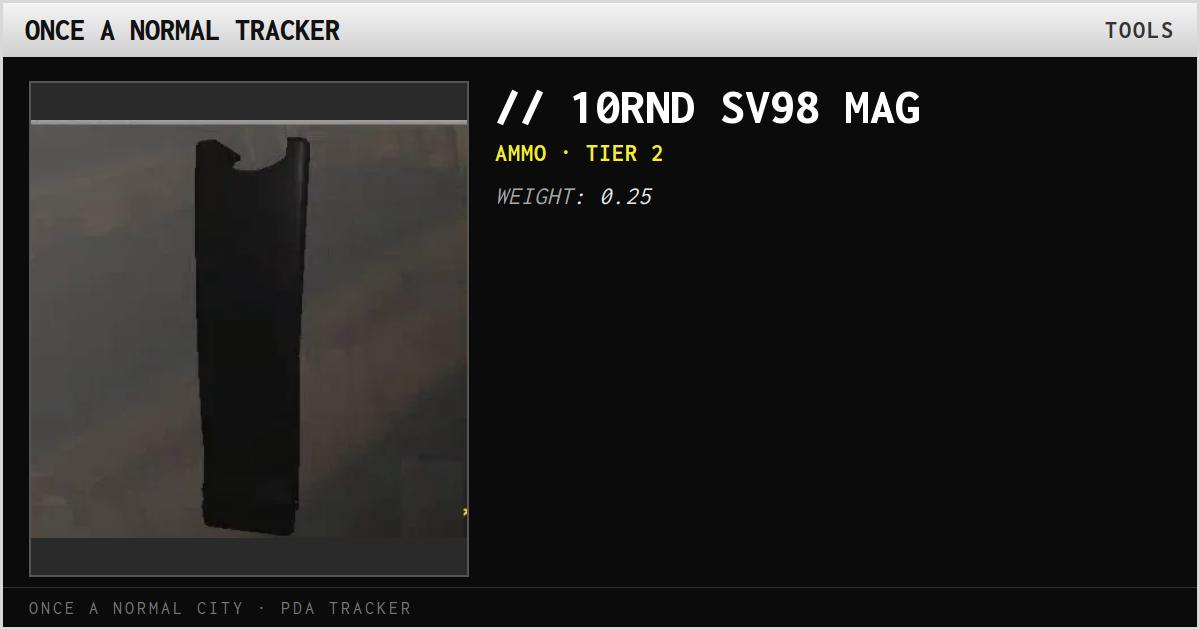 ONCE A NORMAL TRACKER
TOOLS
// 10RND SV98 MAG
AMMO · TIER 2
WEIGHT: 0.25
ONCE A NORMAL CITY · PDA TRACKER